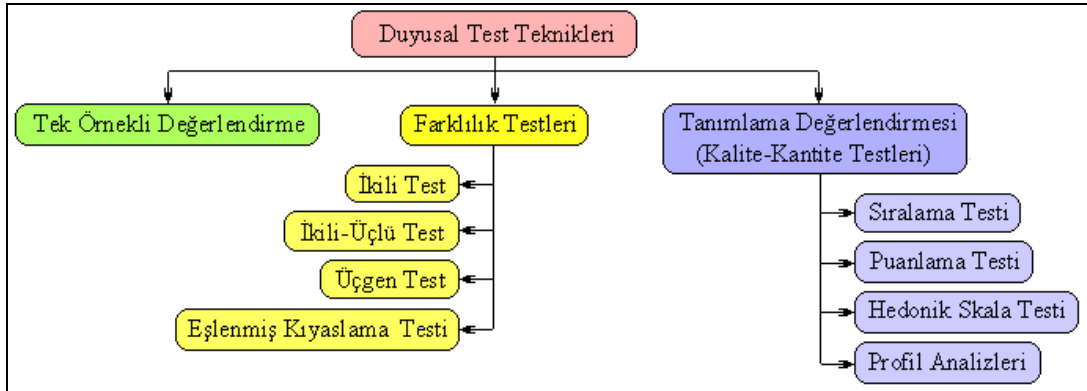 Duyusal Test Teknikleri
Tek Örnekli Değerlendirme
Farklılık Testleri
İkili Test
İkili-Üçlü Test
Üçgen Test
Eşlenmiş Kıyaslama Testi
Tanımlama Değerlendirmesi
(Kalite-Kantite Testleri)
Sıralama Testi
Puanlama Testi
Hedonik Skala Testi
Profil Analizleri